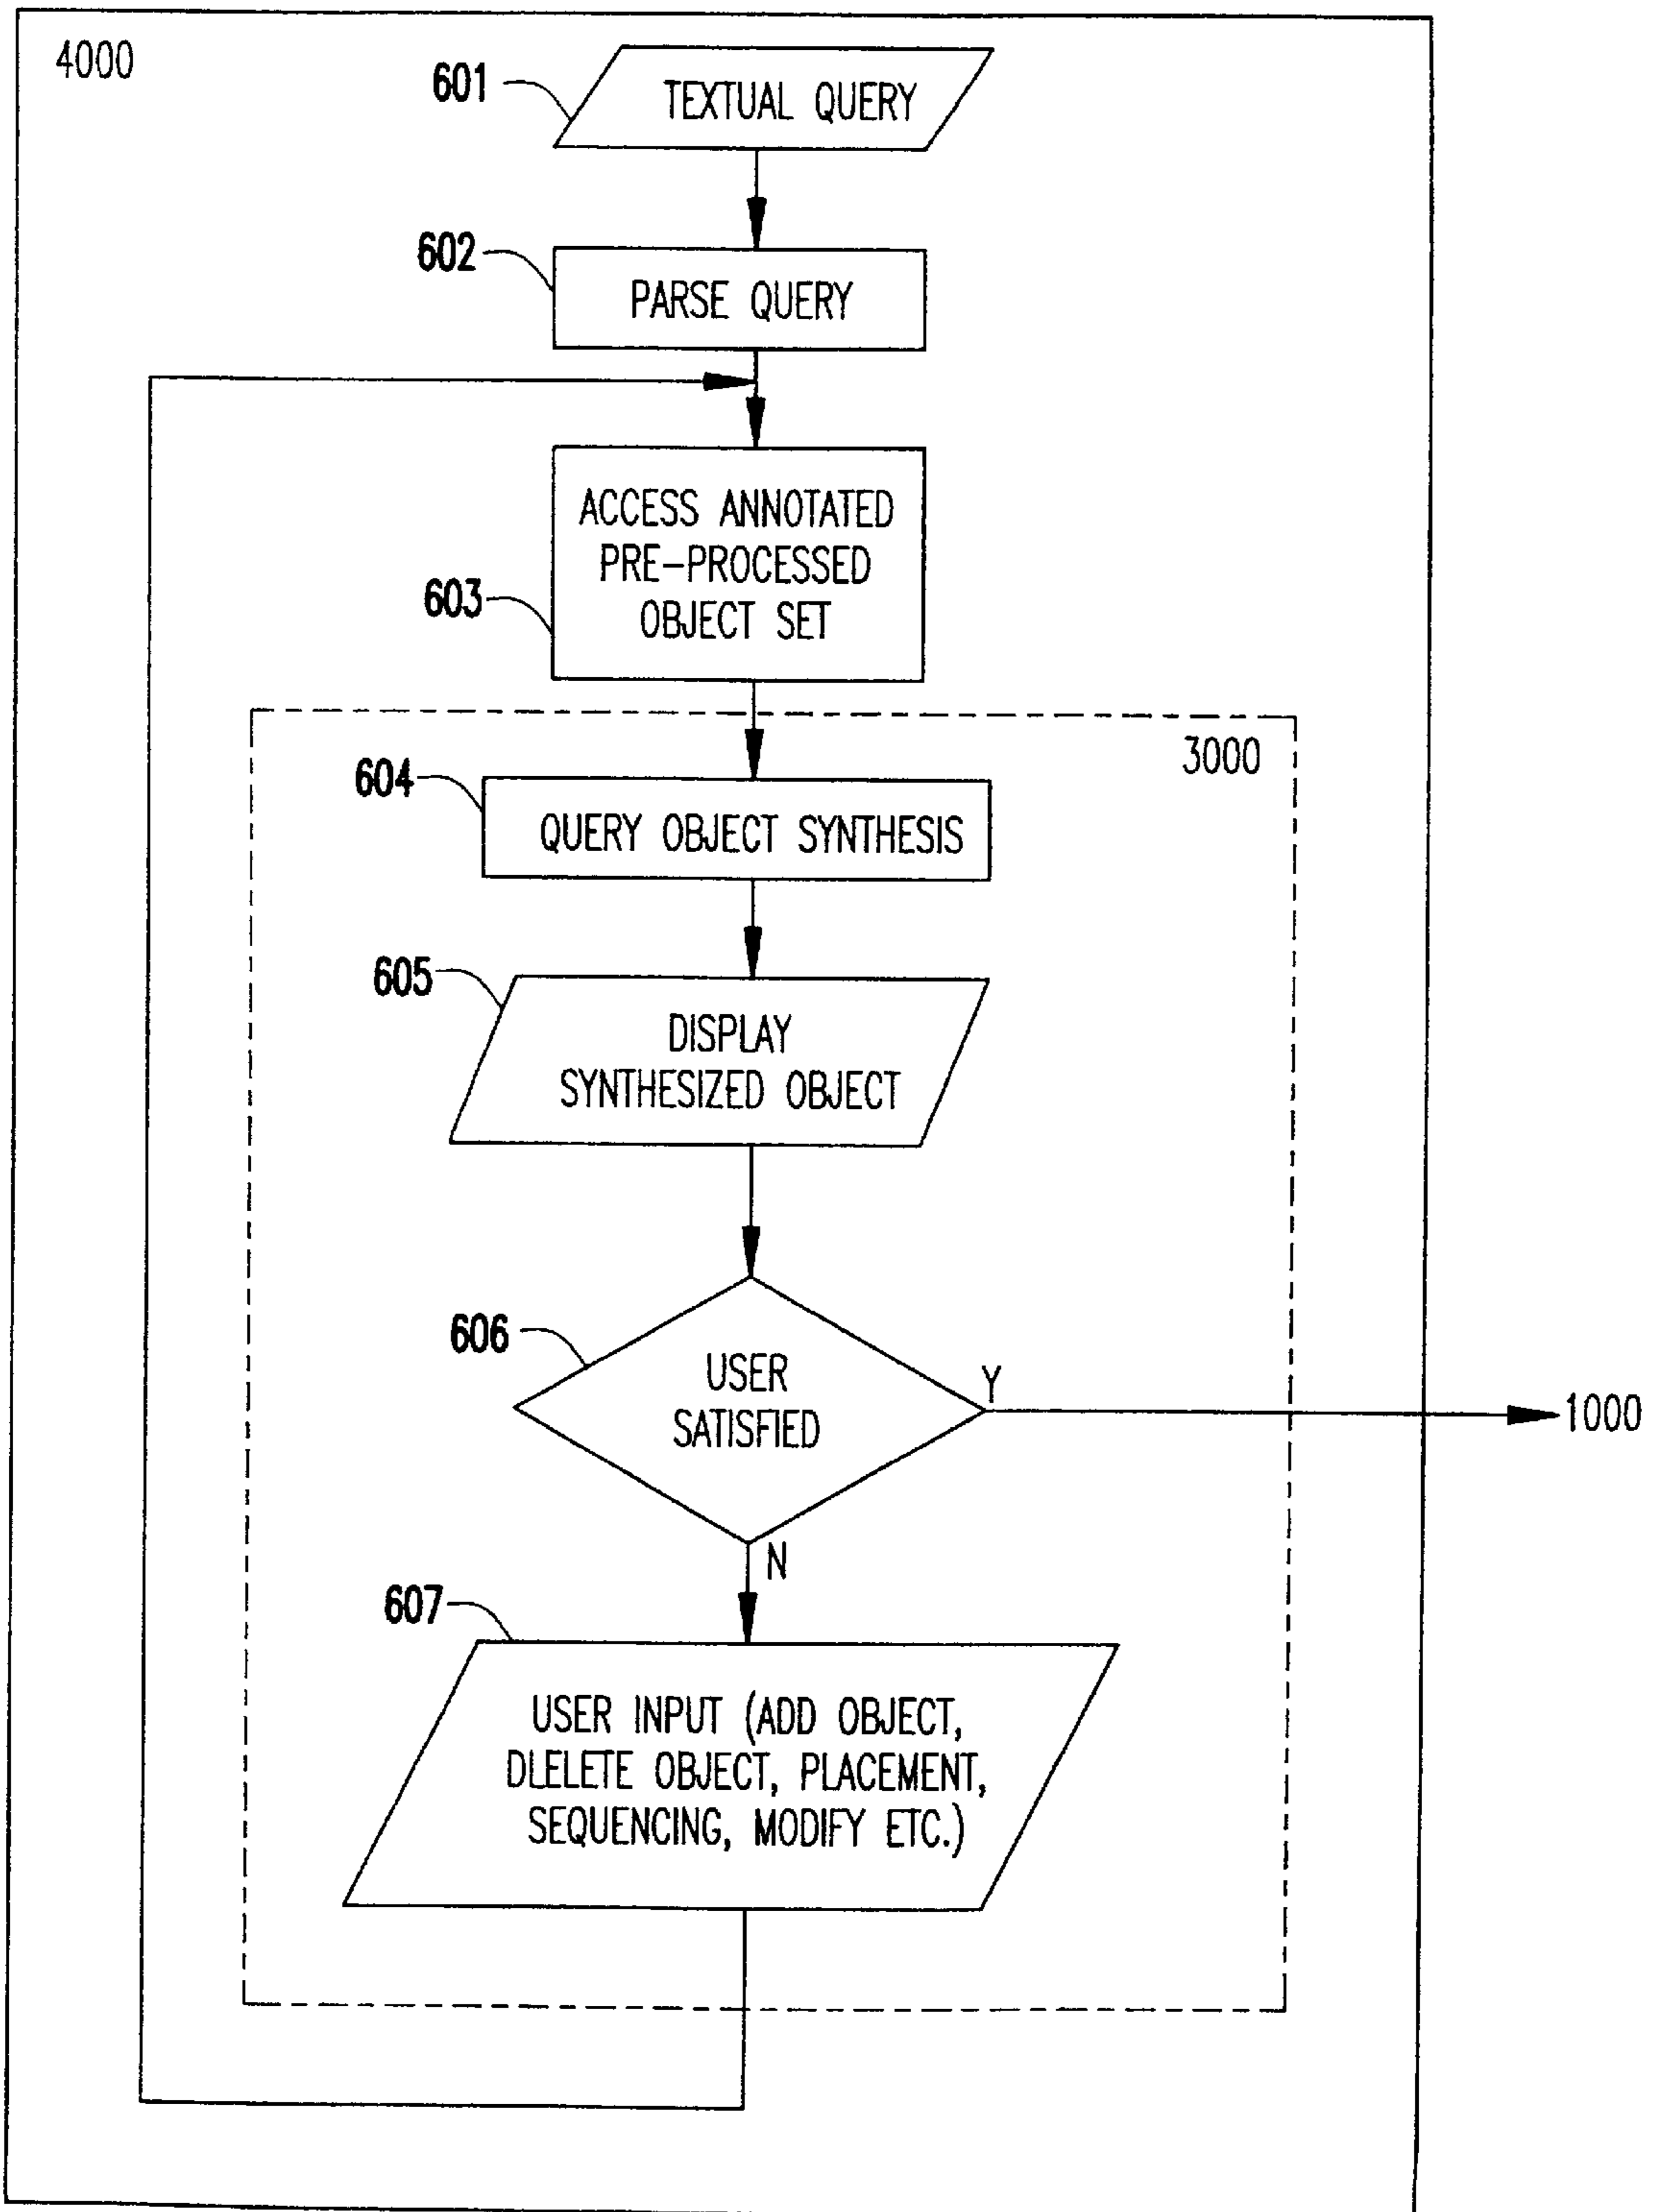 4000
601
TEXTUAL QUERY
602
PARSE QUERY
603
ACCESS ANNOTATED
PRE-PROCESSED
OBJECT SET
3000
604
QUERY OBJECT SYNTHESIS
605
DISPLAY
SYNTHESIZED OBJECT
606
USER
SATISFIED
Y
1000
N
607
USER INPUT (ADD OBJECT,
DLELETE OBJECT, PLACEMENT,
SEQUENCING, MODIFY ETC.)